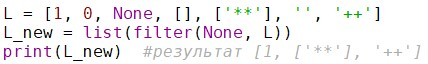 L = [1, 0, None, [], ['**'], '', '++']
L_new = list(filter(None, L))
print(L_new)  #результат [1, ['**'], '++']